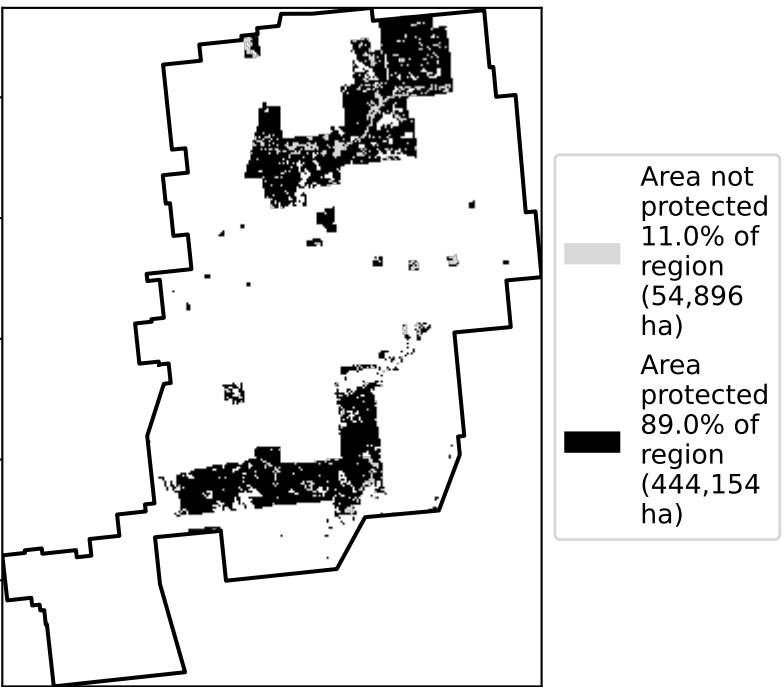 Area not
protected
11.0% of
region
(54,896
ha)
Area
protected
89.0% of
region
(444,154
ha)